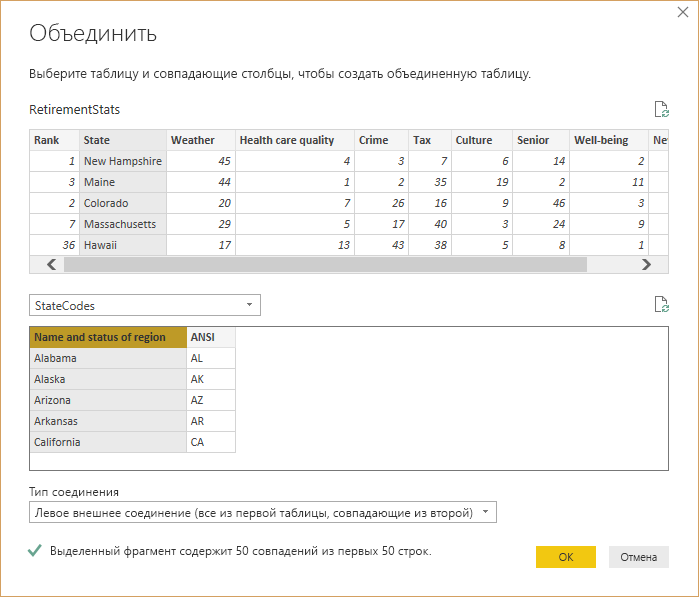 Объединить
Выберите таблицу и совпадающие столбцы, чтобы создать объединенную таблицу.
RetirementStats
Rank State Weather Health care quality Crime Tax Culture Senior Well-being Ne
1 New Hampshire 45 4 3 7 6 14 2
3 Maine 44 1 2 35 19 2 11
2 Colorado 20 7 26 16 9 46 3
7 Massachusetts 29 5 17 40 3 24 9
36 Hawaii 17 13 43 38 5 8 1
StateCodes
Name and status of region ANSI
Alabama AL
Alaska AK
Arizona AZ
Arkansas AR
California CA
Тип соединения
Левое внешнее соединение (все из первой таблицы, совпадающие из второй)
Выделенный фрагмент содержит 50 совпадений из первых 50 строк.
ОК Отмена